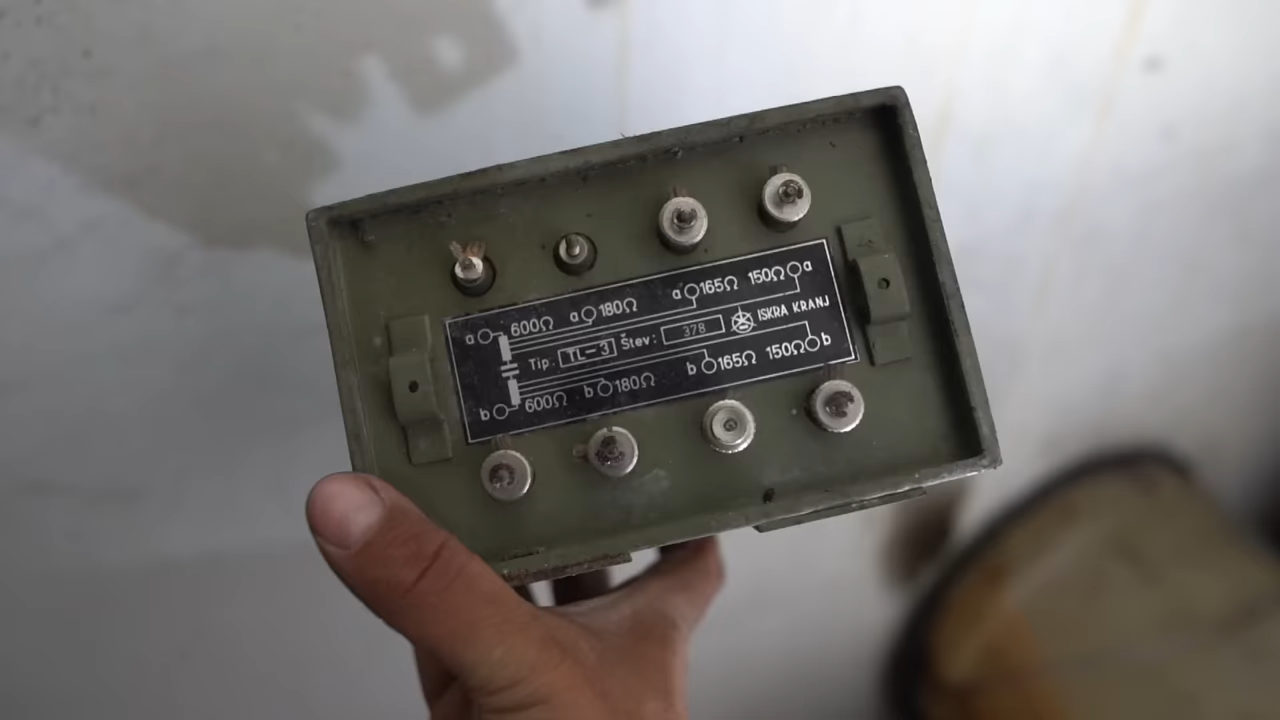 a 600Ω a 180Ω a 165Ω 150Ω a
Tip: TL-3 Štev: 378 ISKRA KRANJ
b 600Ω b 180Ω b 165Ω 150Ω b